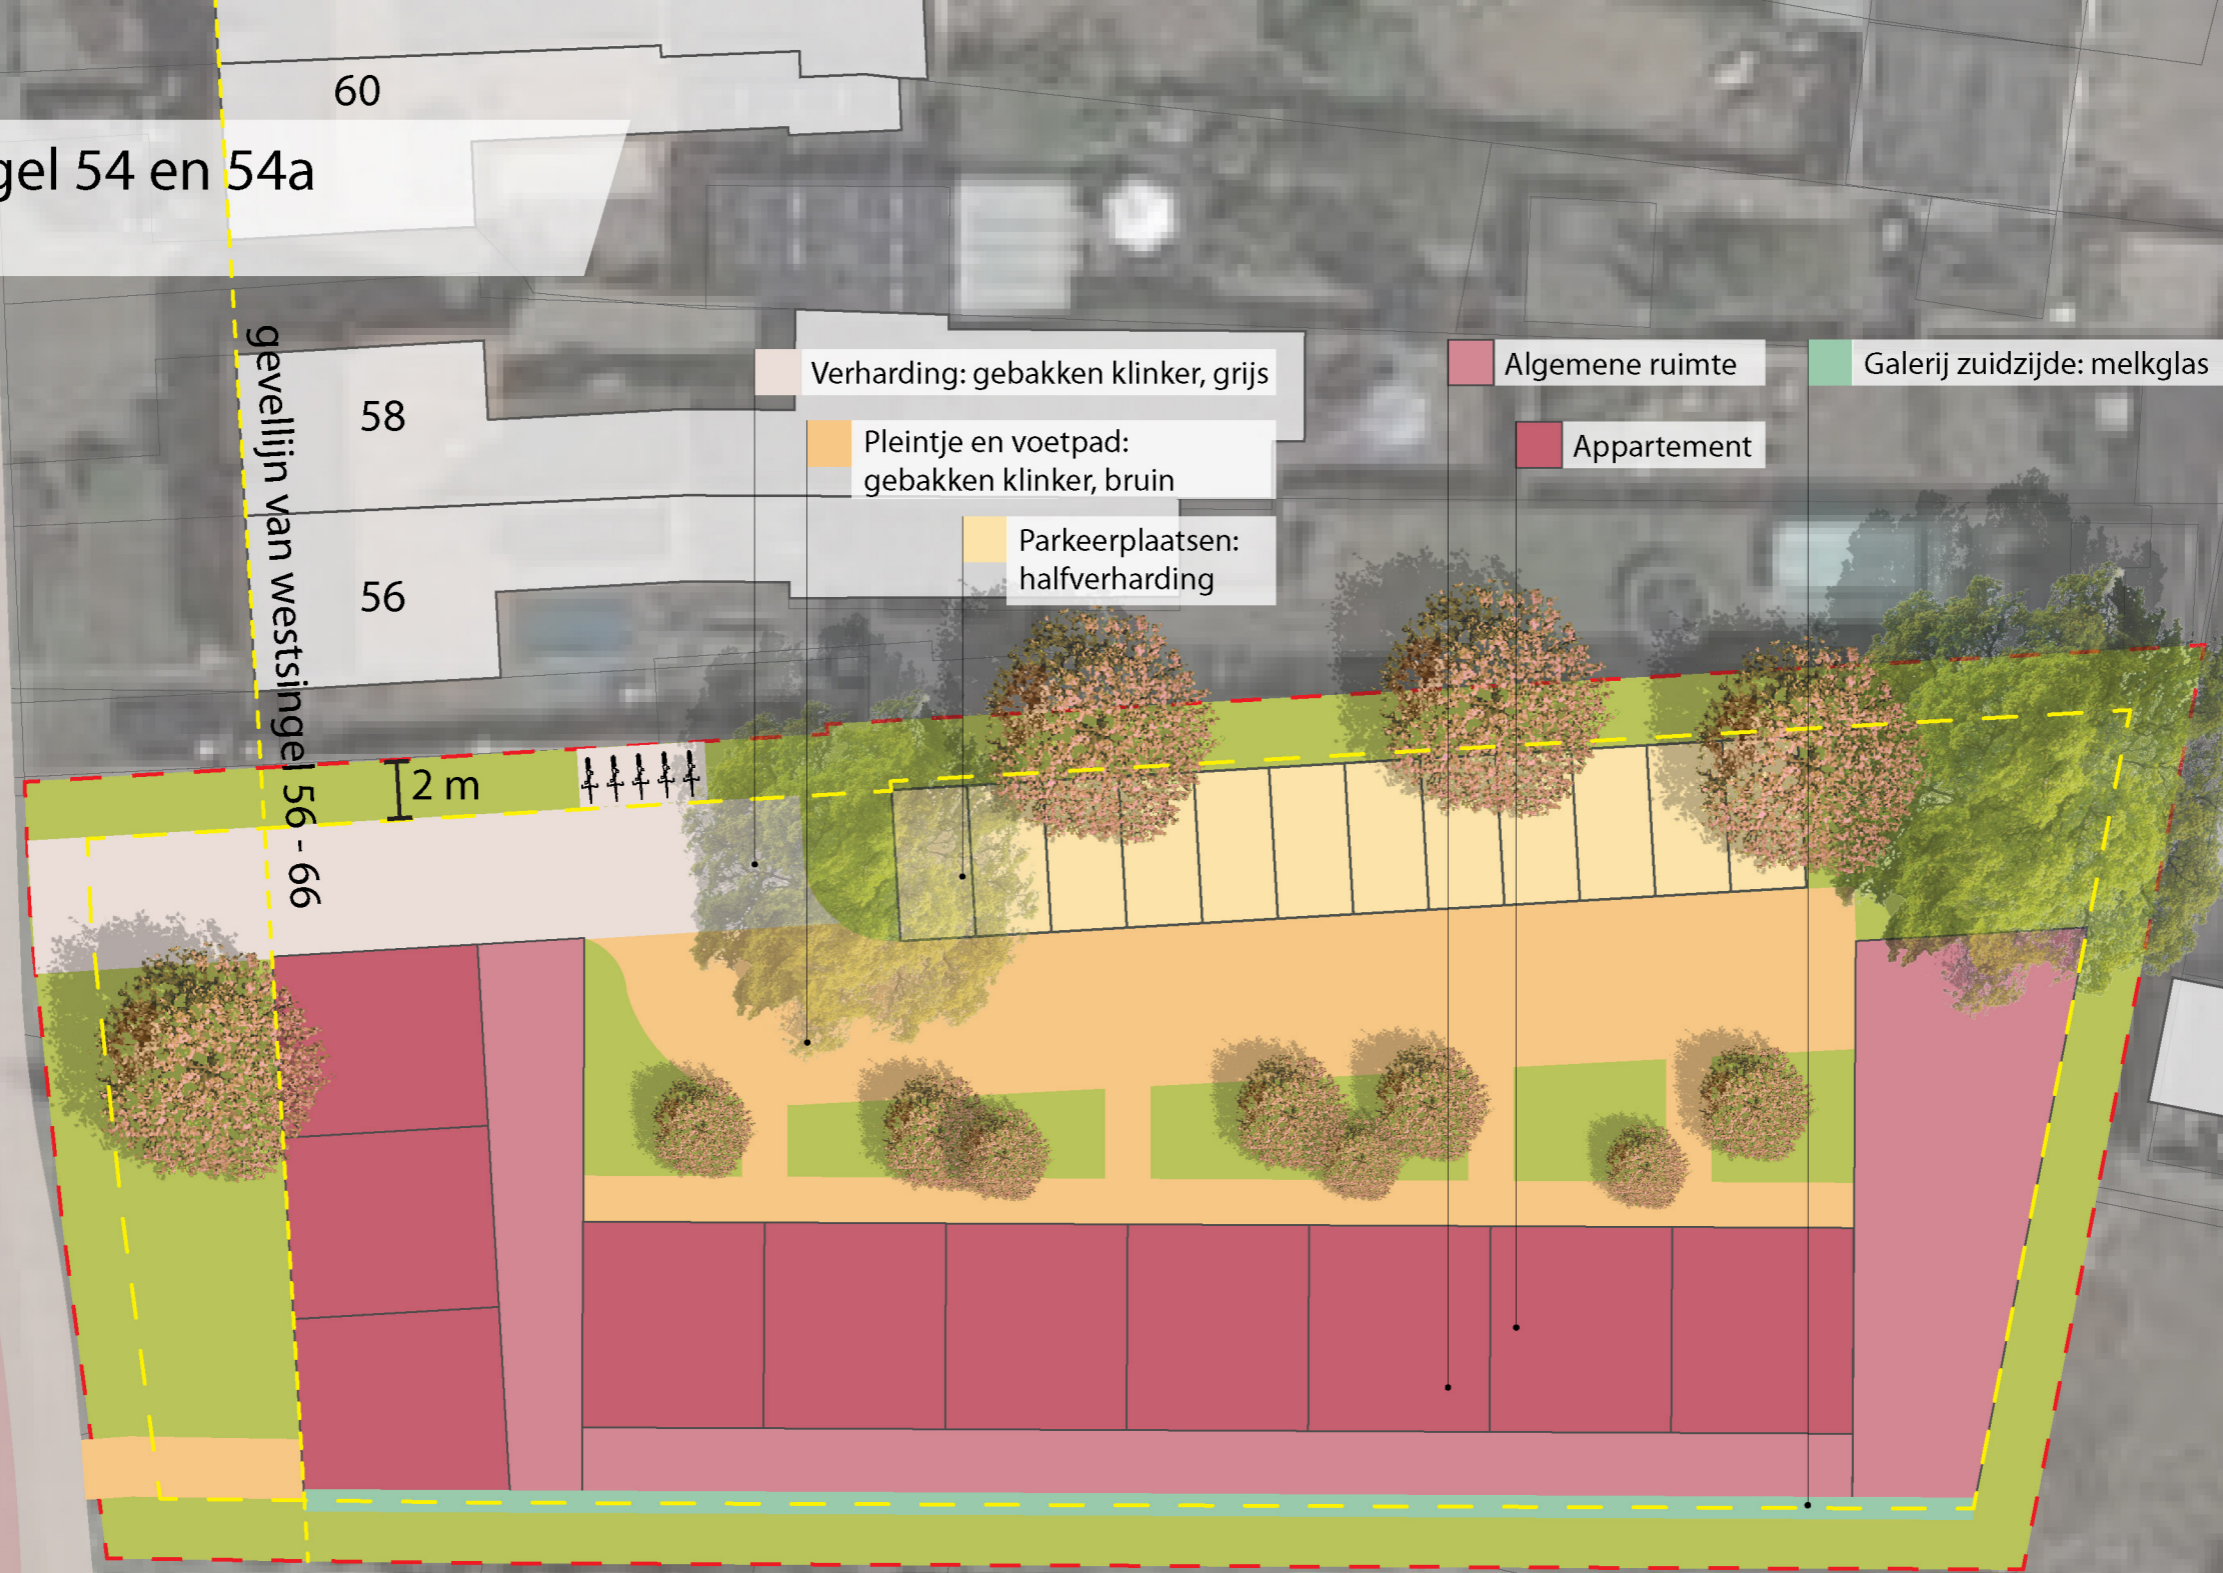 60
gel 54 en 54a
gevellijn van westsingel 56 - 66
58
56
Verharding: gebakken klinker, grijs
Pleintje en voetpad:
gebakken klinker, bruin
Parkeerplaatsen:
halfverharding
Algemene ruimte
Appartement
Galerij zuidzijde: melkglas
2 m